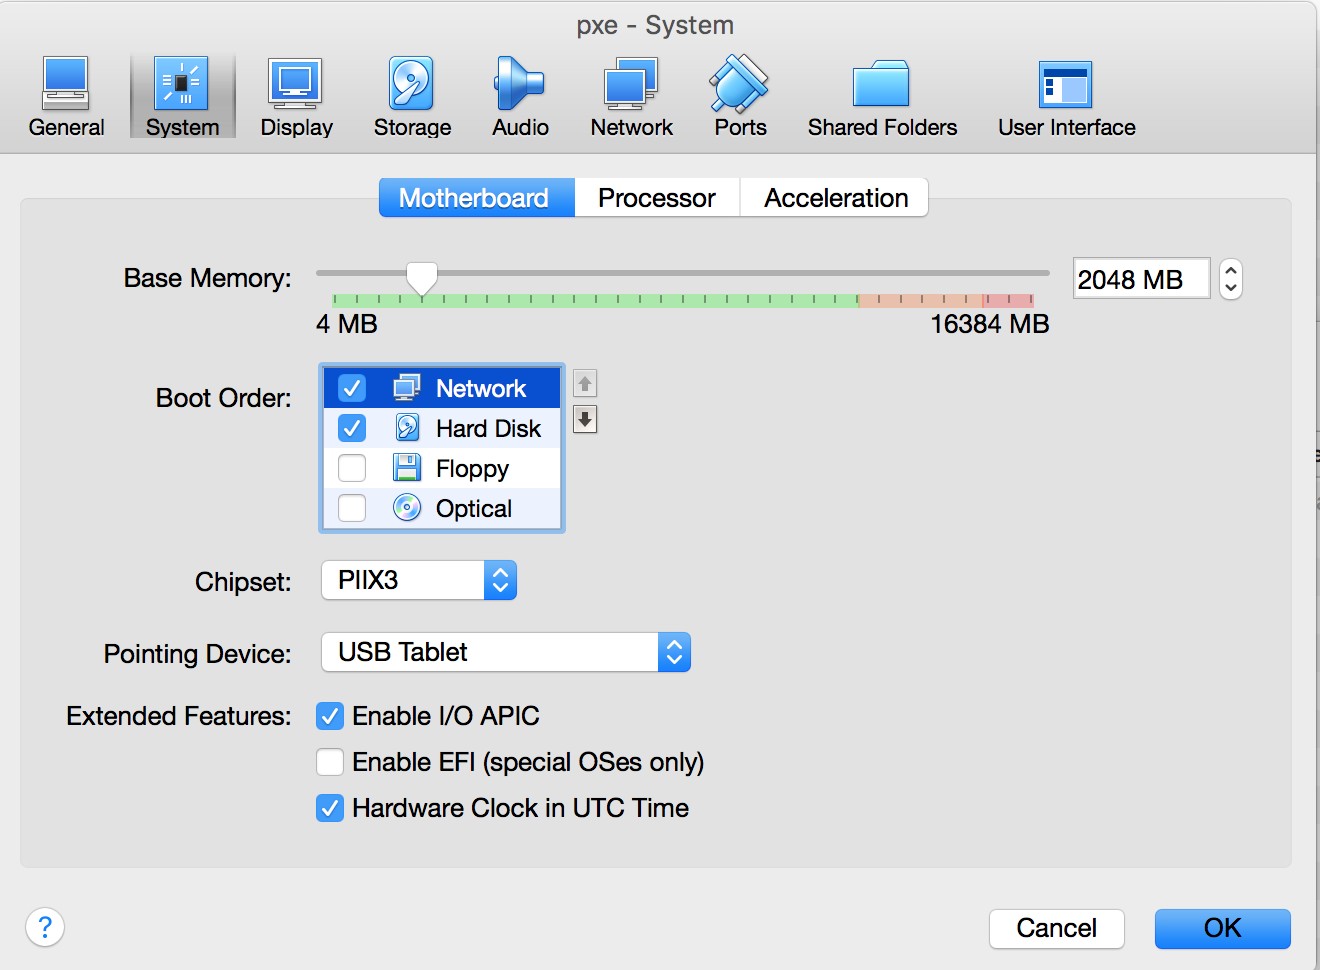 pxe - System
General System Display Storage Audio Network Ports Shared Folders User Interface
Motherboard Processor Acceleration
Base Memory: 2048 MB
4 MB 16384 MB
Boot Order: Network
Hard Disk
Floppy
Optical
Chipset: PIIX3
Pointing Device: USB Tablet
Extended Features: Enable I/O APIC
Enable EFI (special OSes only)
Hardware Clock in UTC Time
? Cancel OK